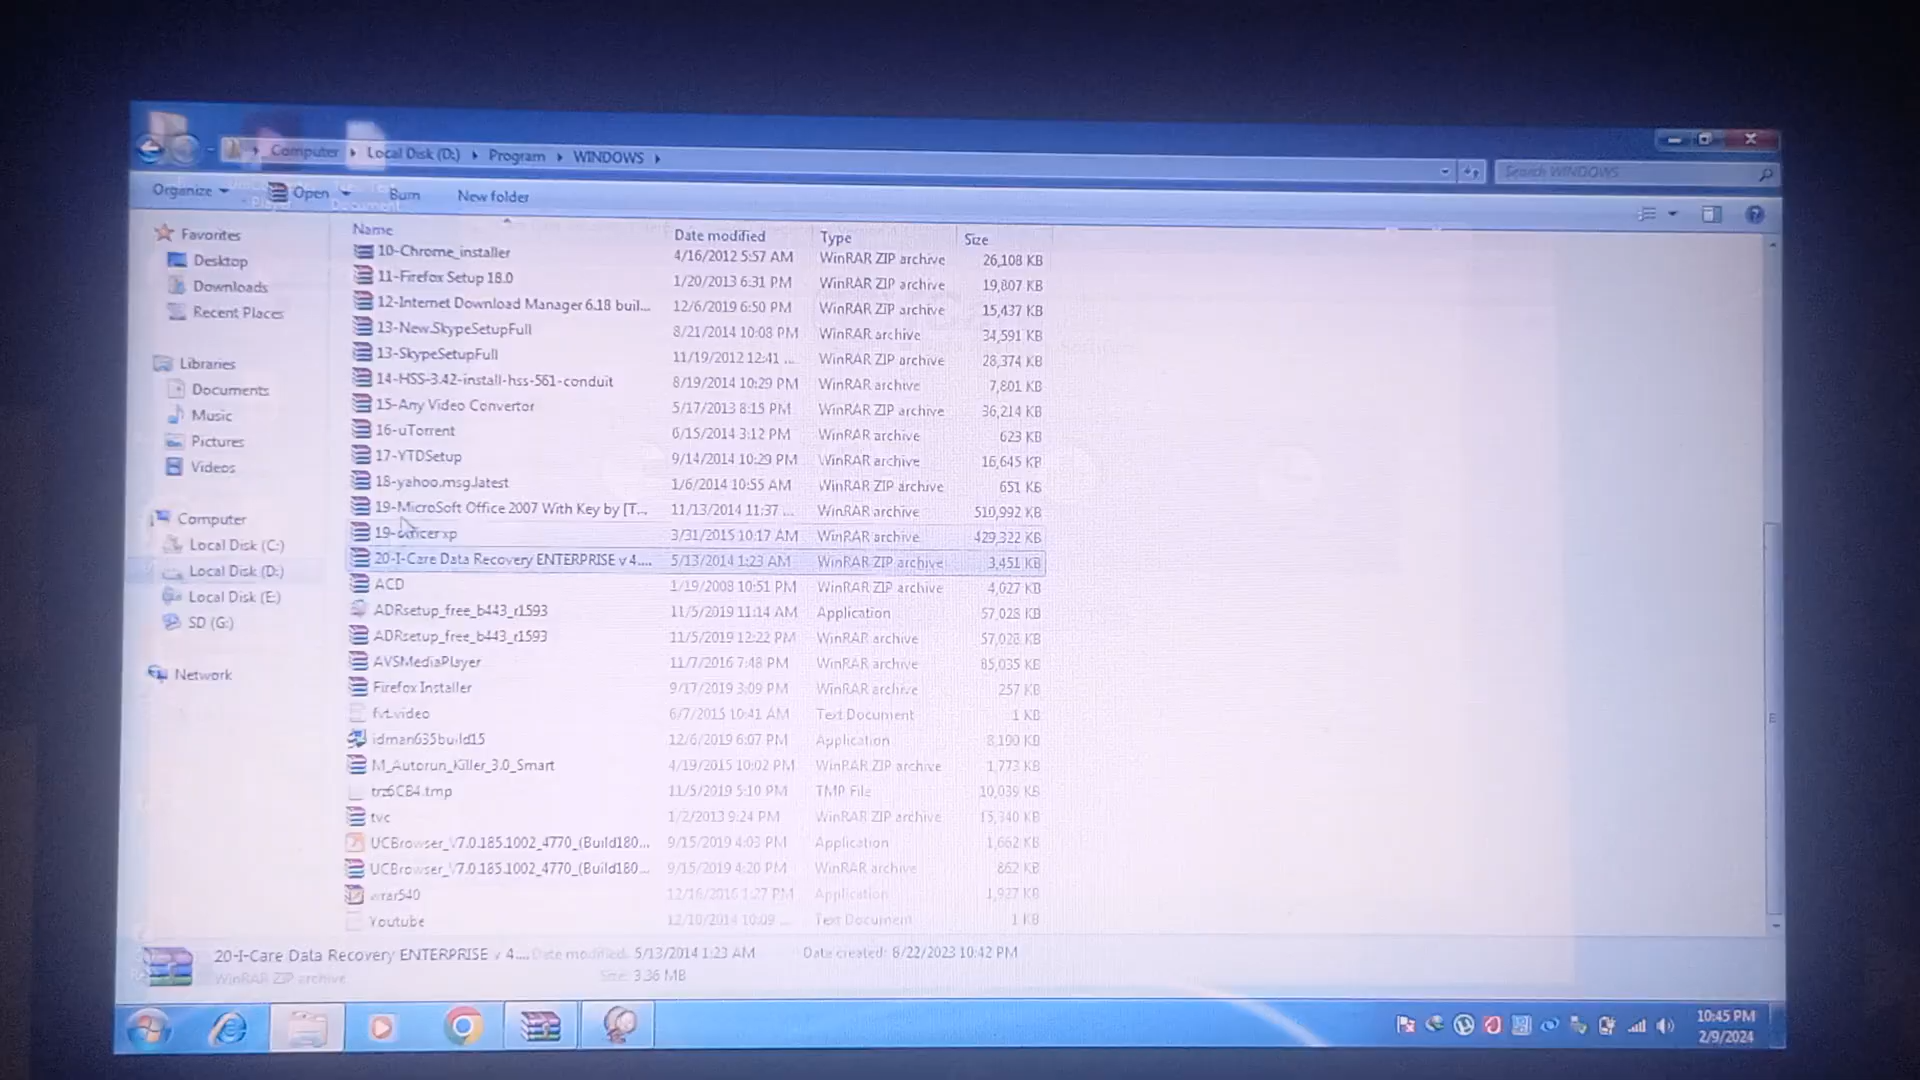 Computer ▸ Local Disk (D:) ▸ Program ▸ WINDOWS ▸
Search WINDOWS
Organize Open Burn New folder
Name Date modified Type Size
10-Chrome_installer 4/16/2012 5:57 AM WinRAR ZIP archive 26,108 KB
11-Firefox Setup 18.0 1/20/2013 6:31 PM WinRAR ZIP archive 19,807 KB
12-Internet Download Manager 6.18 buil... 12/6/2019 6:50 PM WinRAR ZIP archive 15,437 KB
13-New.SkypeSetupFull 8/21/2014 10:08 PM WinRAR archive 34,591 KB
13-SkypeSetupFull 11/19/2012 12:41 ... WinRAR ZIP archive 28,374 KB
14-HSS-3.42-install-hss-561-conduit 8/19/2014 10:29 PM WinRAR archive 7,801 KB
15-Any Video Convertor 5/17/2013 8:15 PM WinRAR ZIP archive 36,214 KB
16-uTorrent 6/15/2014 3:12 PM WinRAR archive 623 KB
17-YTDSetup 9/14/2014 10:29 PM WinRAR archive 16,645 KB
18-yahoo.msg.latest 1/6/2014 10:55 AM WinRAR ZIP archive 651 KB
19-MicroSoft Office 2007 With Key by [T... 11/13/2014 11:37 ... WinRAR archive 510,992 KB
3/31/2015 10:17 AM WinRAR archive 429,322 KB
20-I-Care Data Recovery ENTERPRISE v 4.... 5/13/2014 1:23 AM WinRAR ZIP archive 3,451 KB
ACD 1/19/2008 10:51 PM WinRAR ZIP archive 4,027 KB
ADRsetup_free_b443_r1593 11/5/2019 11:14 AM Application 57,028 KB
ADRsetup_free_b443_r1593 11/5/2019 12:22 PM WinRAR archive 57,028 KB
AVSMediaPlayer 11/7/2016 7:48 PM WinRAR archive 85,035 KB
Firefox Installer 9/17/2019 3:09 PM WinRAR archive 257 KB
fvt.video 6/7/2015 10:41 AM Text Document 1 KB
idman635build15 12/6/2019 6:07 PM Application 8,190 KB
M_Autorun_Killer_3.0_Smart 4/19/2015 10:02 PM WinRAR ZIP archive 1,773 KB
trz6CB4.tmp 11/5/2019 5:10 PM TMP File 10,039 KB
tvc 1/2/2013 9:24 PM WinRAR ZIP archive 15,340 KB
UCBrowser_V7.0.185.1002_4770_(Build180... 9/15/2019 4:03 PM Application 1,662 KB
UCBrowser_V7.0.185.1002_4770_(Build180... 9/15/2019 4:20 PM WinRAR archive 862 KB
wrar540 12/16/2016 1:27 PM Application 1,927 KB
Youtube 12/10/2014 10:09 ... Text Document 1 KB
Favorites
Desktop
Downloads
Recent Places
Libraries
Documents
Music
Pictures
Videos
Computer
Local Disk (C:)
Local Disk (D:)
Local Disk (E:)
SD (G:)
Network
20-I-Care Data Recovery ENTERPRISE v 4.... Date modified: 5/13/2014 1:23 AM Date created: 6/22/2023 10:42 PM
WinRAR ZIP archive Size: 3.36 MB
10:45 PM
2/9/2024